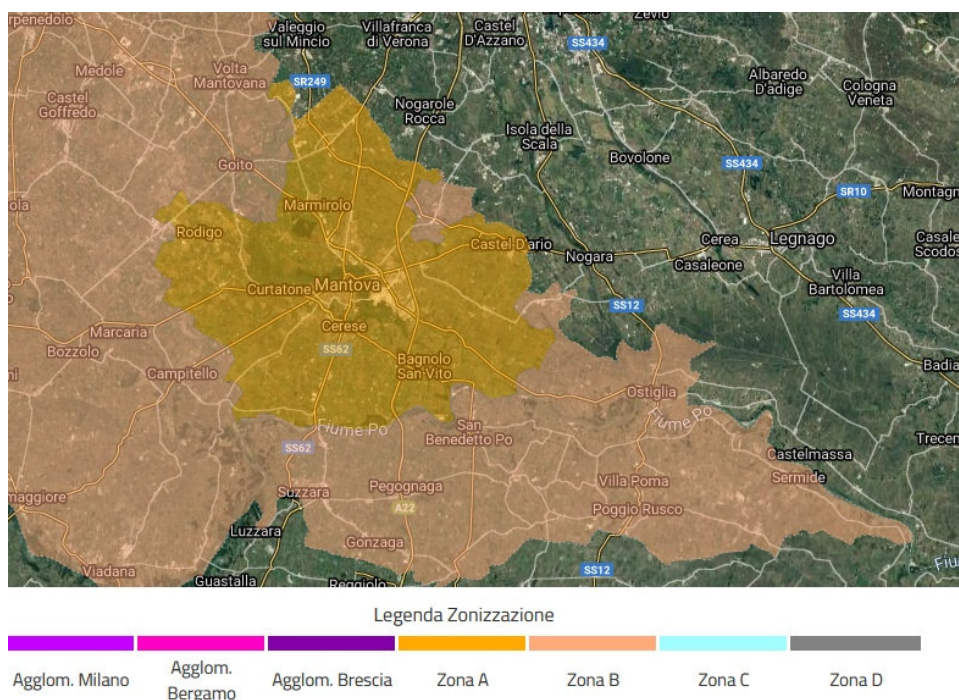 Zevio
rpenedolo
Valeggio
sul Mincio
Villafranca
di Verona
Castel
D'Azzano
SS434
Medole
Volta
Mantovana
SR249
Albaredo
D'adige
Cologna
Veneta
Castel
Goffredo
Nogarole
Rocca
Isola della
Scala
Bovolone
SS434
Goito
SR10
Montagn
Marmirolo
Rodigo
Castel D'Ario
Nogara
Cerea
Legnago
Casaleone
Casale
Scodos
Curtatone
Mantova
Villa
Bartolomea
Marcaria
Cerese
SS12
SS434
Bozzolo
SS62
Bagnolo
San Vito
Campitello
Badia
Ostiglia
Fiume Po
Fiume Po
San
Benedetto Po
SS62
Trecen
Castelmassa
Sermide
maggiore
Suzzara
Pegognaga
Villa Poma
A22
Poggio Rusco
Luzzara
Gonzaga
Viadana
Guastalla
Reggiolo
SS12
Fiu
Legenda Zonizzazione
Agglom. Milano
Agglom.
Bergamo
Agglom. Brescia
Zona A
Zona B
Zona C
Zona D